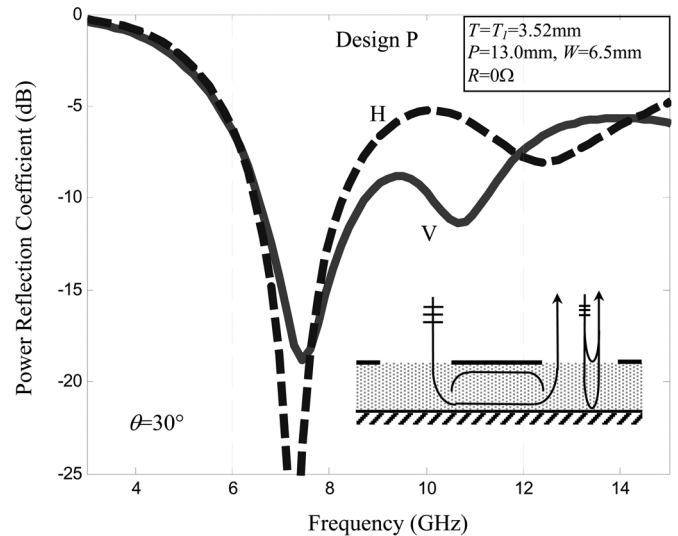 Design P
T=T1=3.52mm
P=13.0mm, W=6.5mm
R=0Ω
0
-5
-10
-15
-20
-25
Power Reflection Coefficient (dB)
H
V
θ=30°
4 6 8 10 12 14
Frequency (GHz)